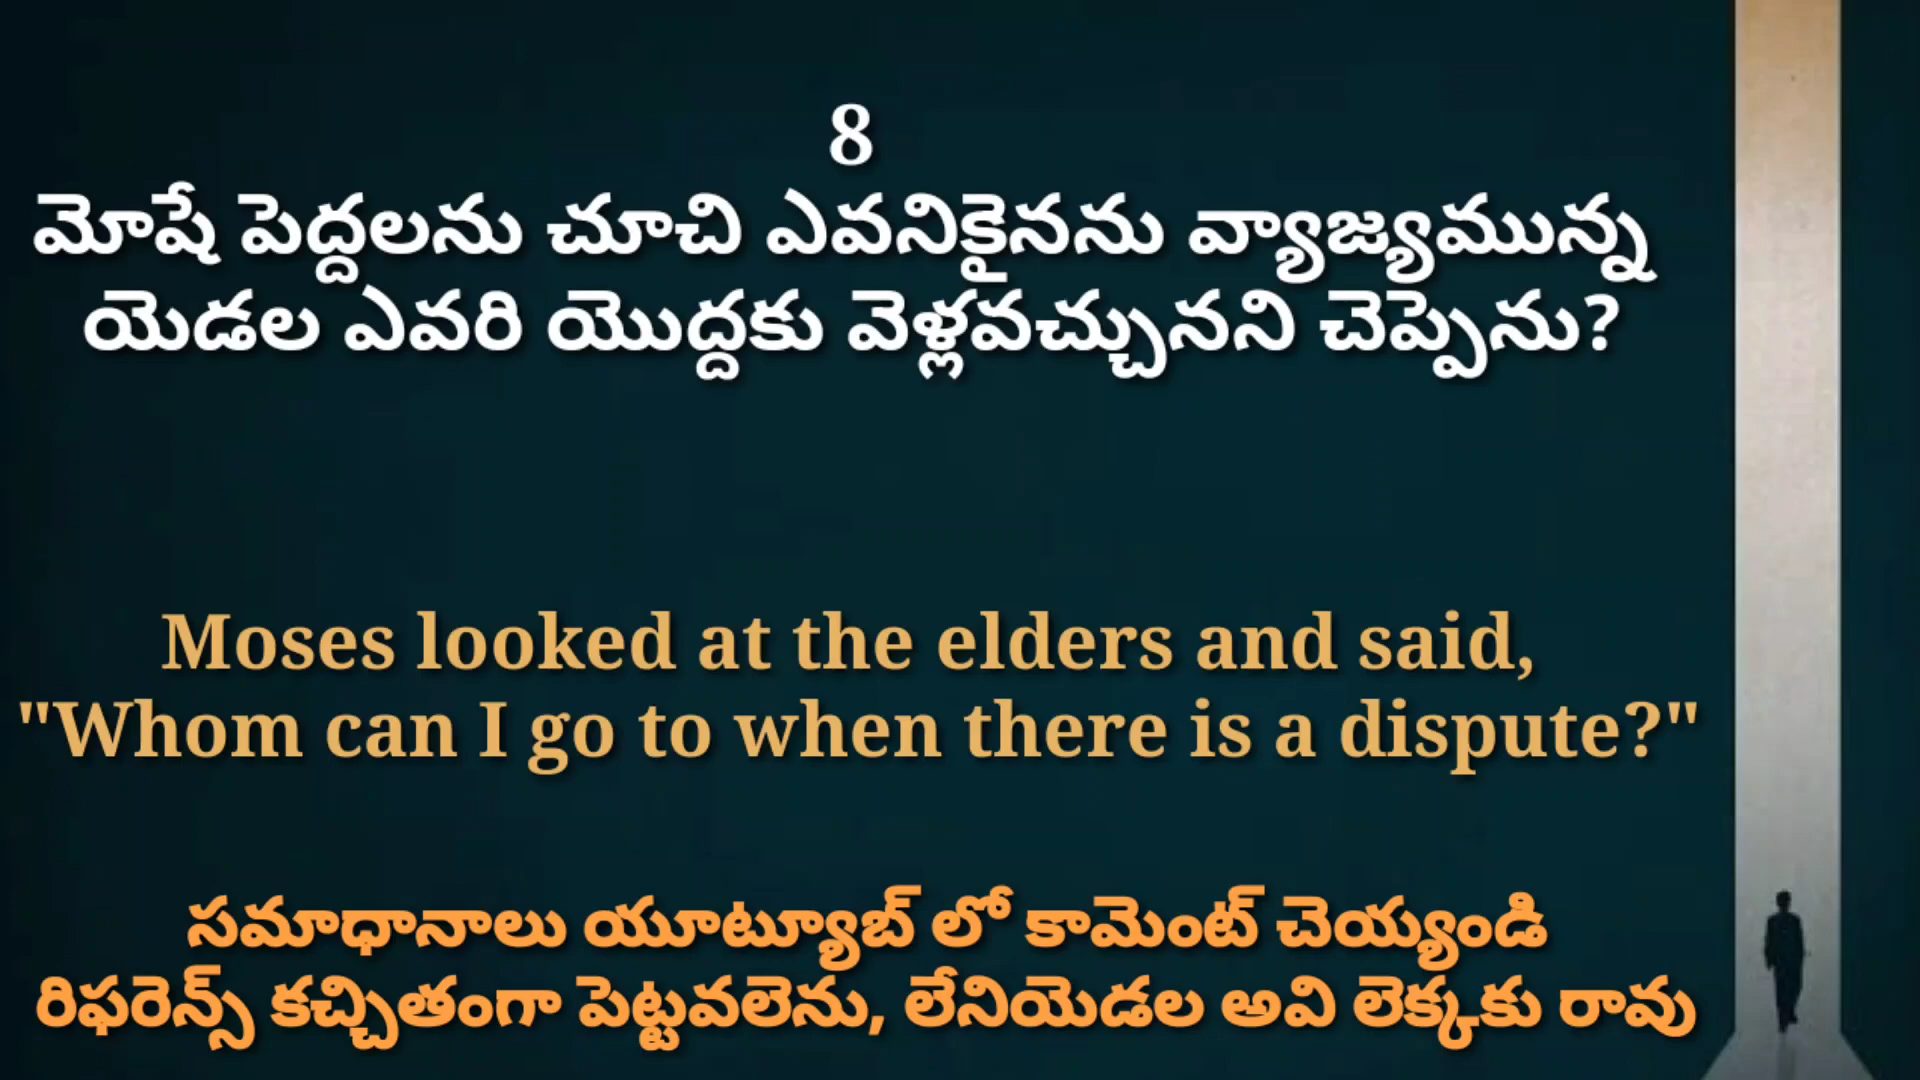 8
మోషే పెద్దలను చూచి ఎవనికైనను వ్యాజ్యమున్న
యెడల ఎవరి యొద్దకు వెళ్లవచ్చునని చెప్పెను?
Moses looked at the elders and said,
"Whom can I go to when there is a dispute?"
సమాధానాలు యూట్యూబ్ లో కామెంట్ చెయ్యండి
రిఫరెన్స్ కచ్చితంగా పెట్టవలెను, లేనియెడల అవి లెక్కకు రావు